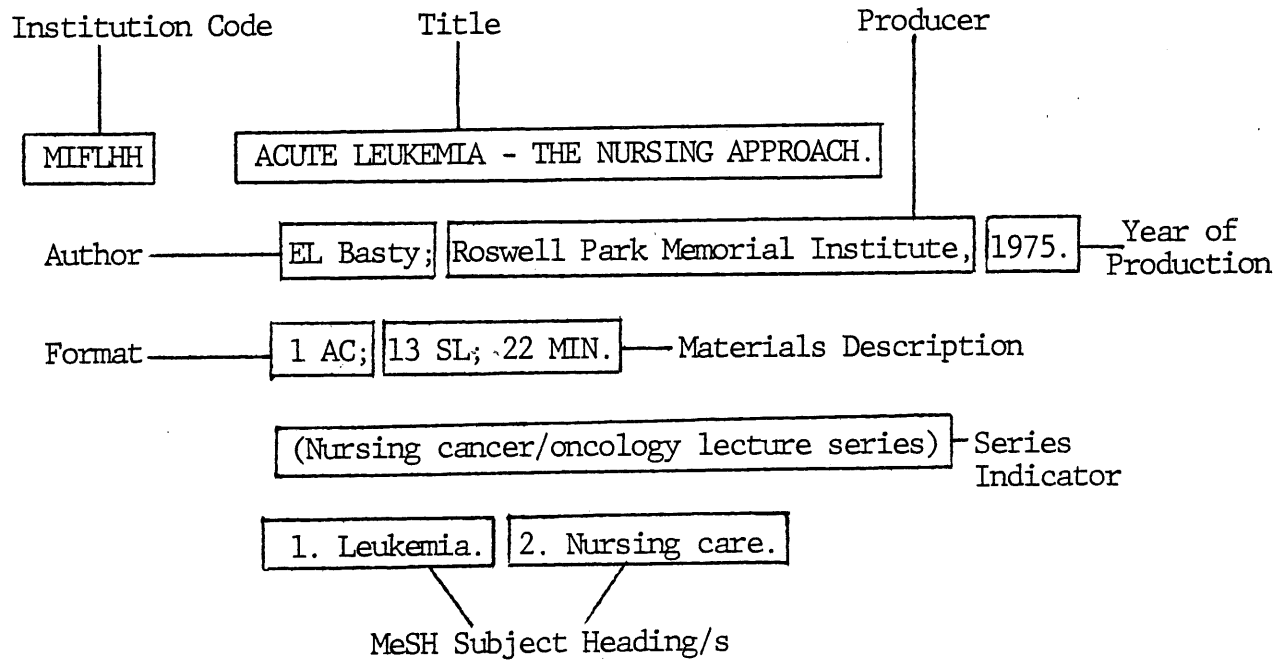 Institution Code Title Producer
MIFLHH ACUTE LEUKEMIA - THE NURSING APPROACH.
Author EL Basty; Roswell Park Memorial Institute, 1975. Year of
Production
Format 1 AC; 13 SL; 22 MIN. Materials Description
(Nursing cancer/oncology lecture series) Series
Indicator
1. Leukemia. 2. Nursing care.
MeSH Subject Heading/s